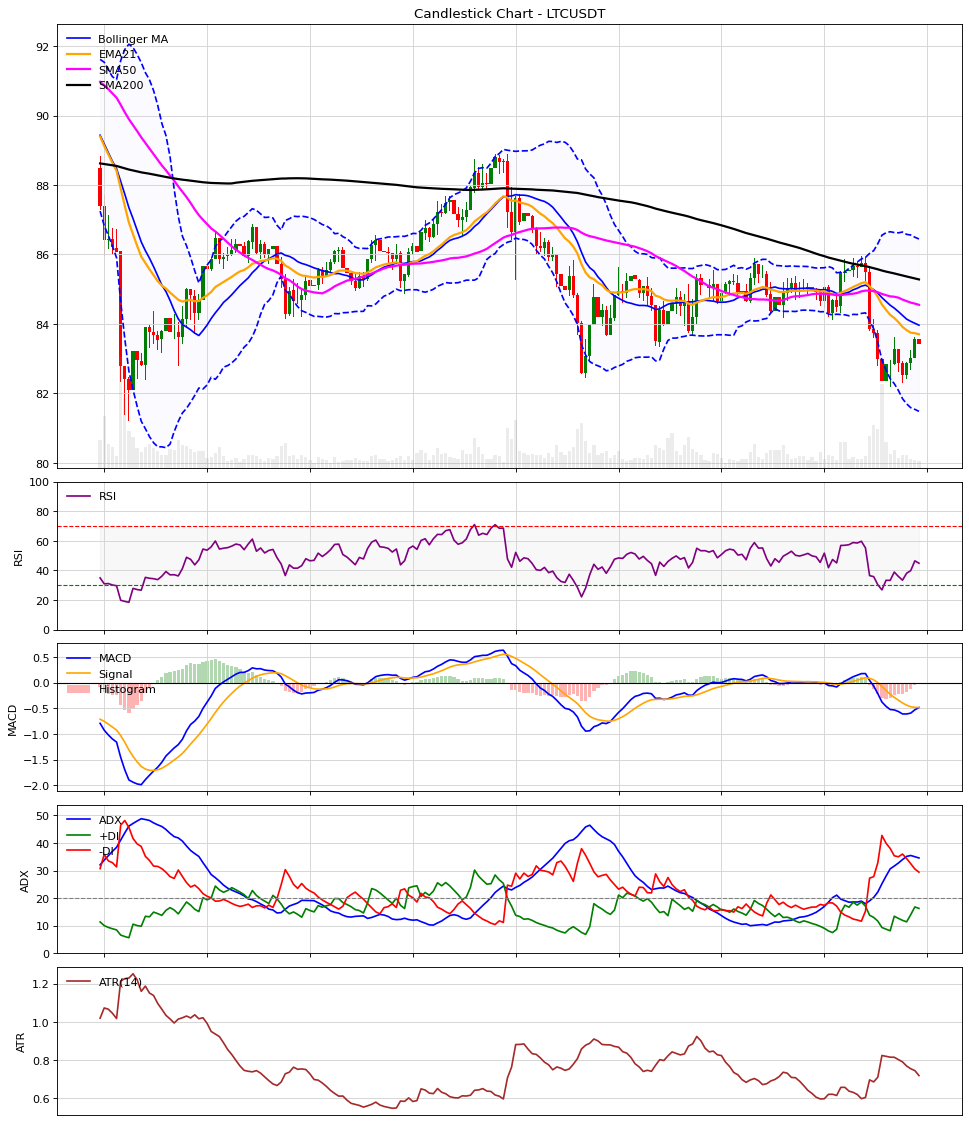 Candlestick Chart - LTCUSDT
Bollinger MA
EMA21
SMA50
SMA200
92
90
88
86
84
82
80
RSI
RSI
100
80
60
40
20
0
MACD
Signal
Histogram
MACD
0.5
0.0
−0.5
−1.0
−1.5
−2.0
ADX
+DI
-DI
ADX
50
40
30
20
10
0
ATR(14)
ATR
1.2
1.0
0.8
0.6